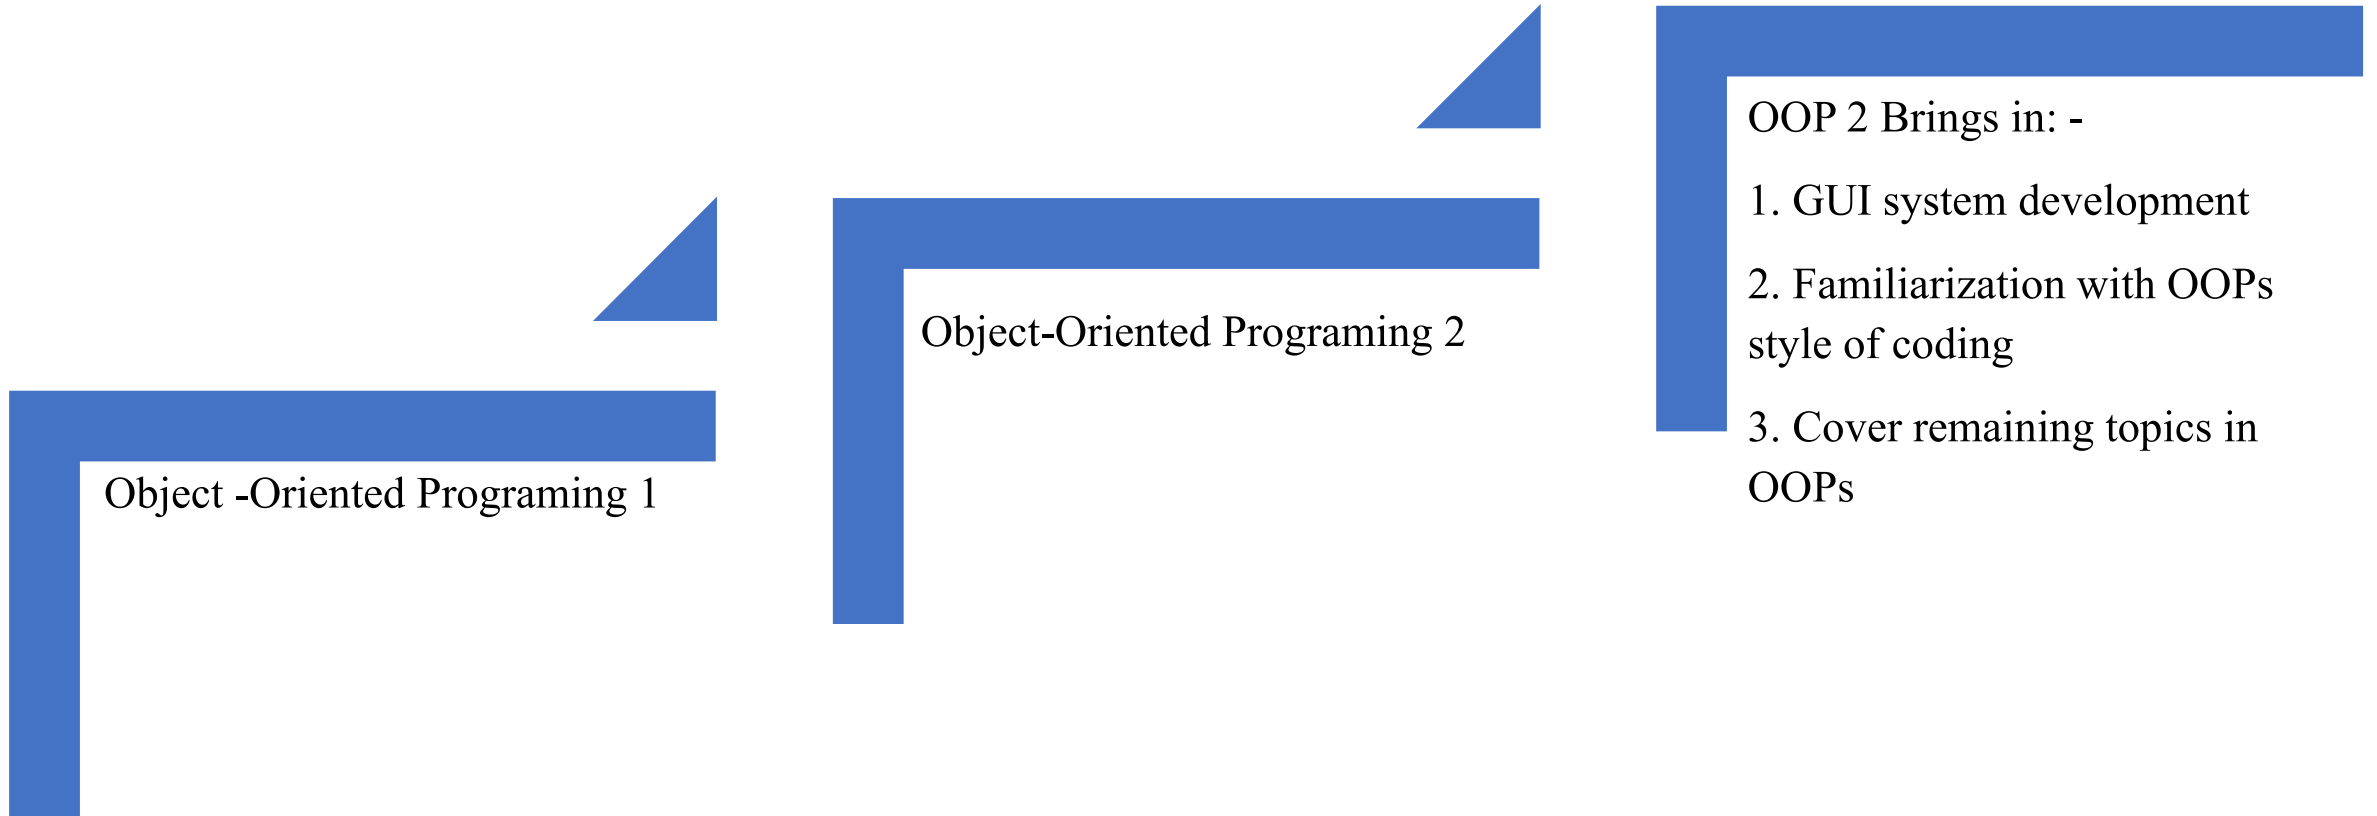 Object -Oriented Programing 1
Object-Oriented Programing 2
OOP 2 Brings in: -
1. GUI system development
2. Familiarization with OOPs
style of coding
3. Cover remaining topics in
OOPs